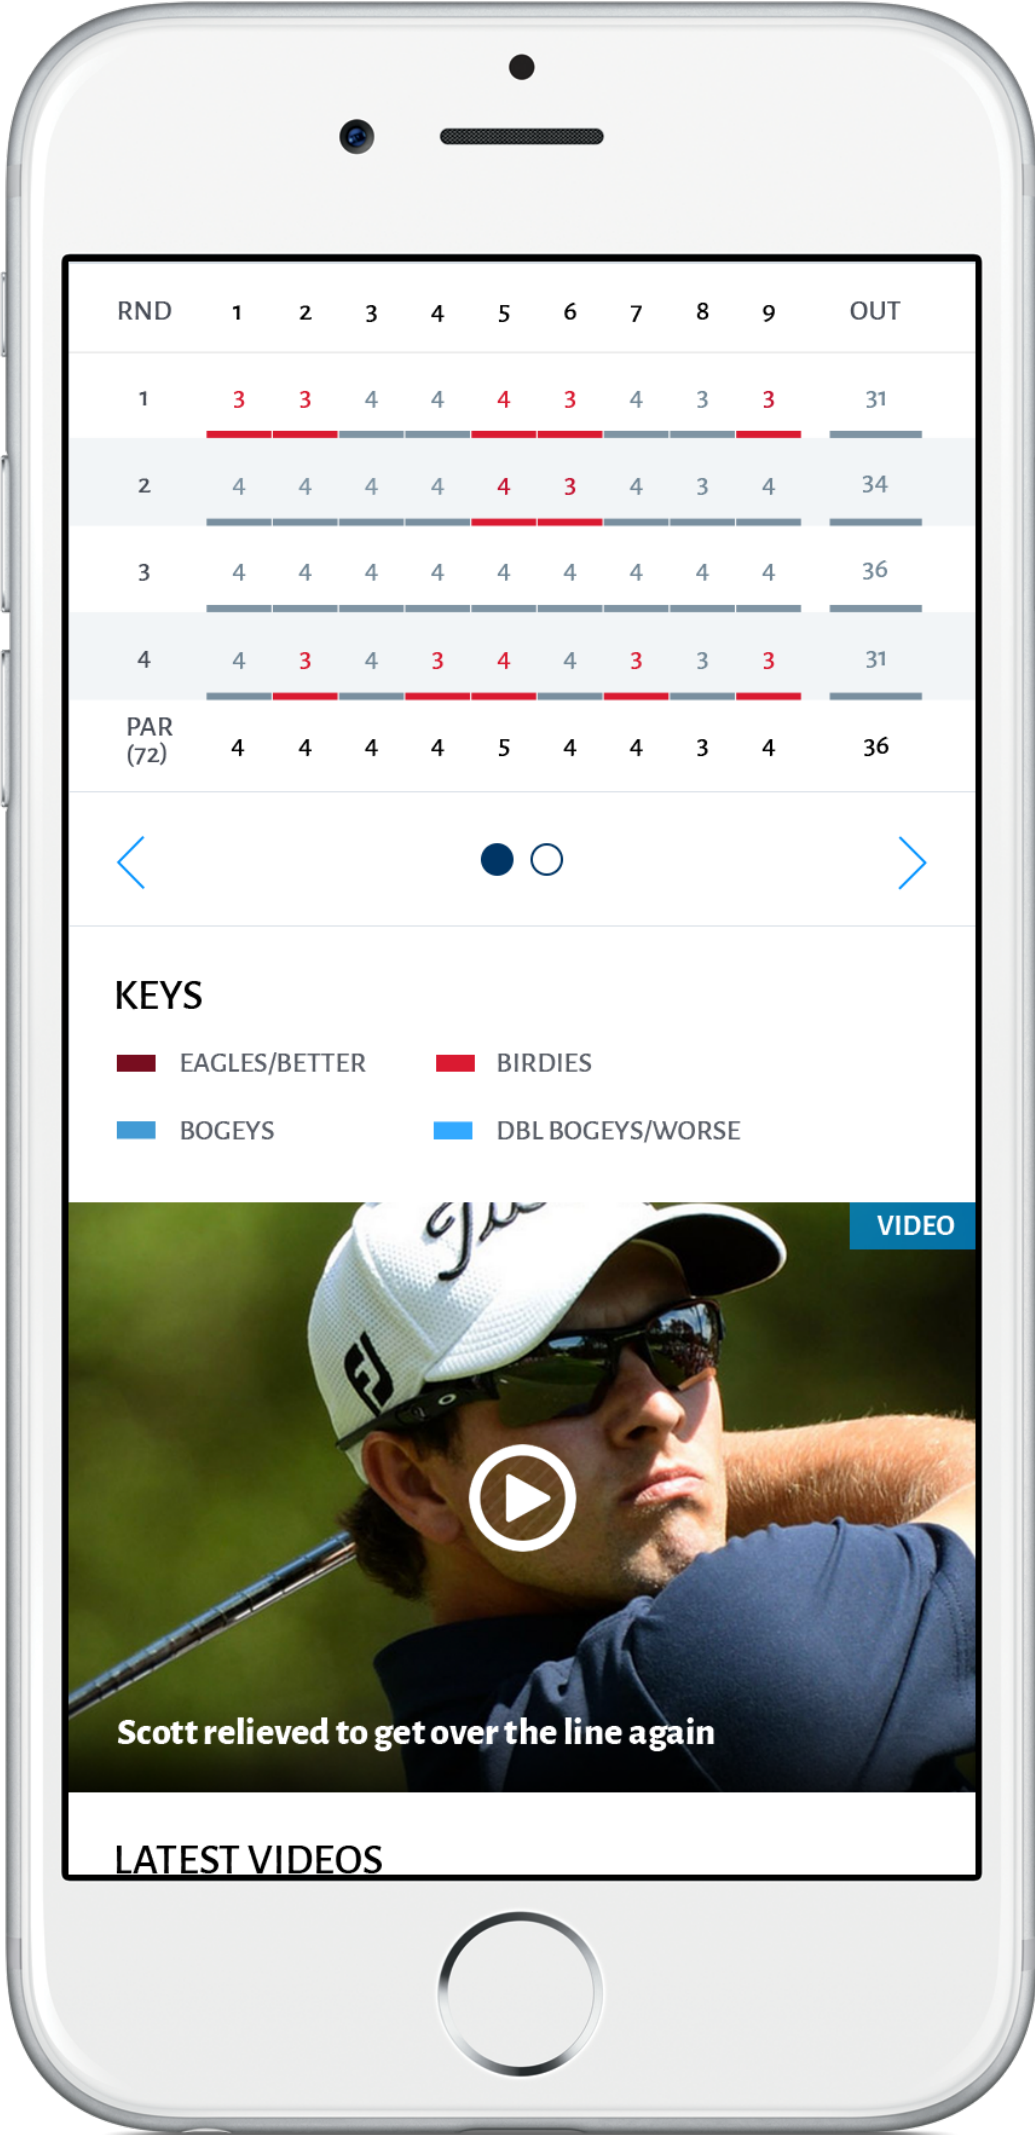 RND 1 2 3 4 5 6 7 8 9 OUT
1 3 3 4 4 4 3 4 3 3 31
2 4 4 4 4 4 3 4 3 4 34
3 4 4 4 4 4 4 4 4 4 36
4 4 3 4 3 4 4 3 3 3 31
PAR
(72) 4 4 4 4 5 4 4 3 4 36
KEYS
EAGLES/BETTER BIRDIES
BOGEYS DBL BOGEYS/WORSE
VIDEO
FJ
Scott relieved to get over the line again
LATEST VIDEOS